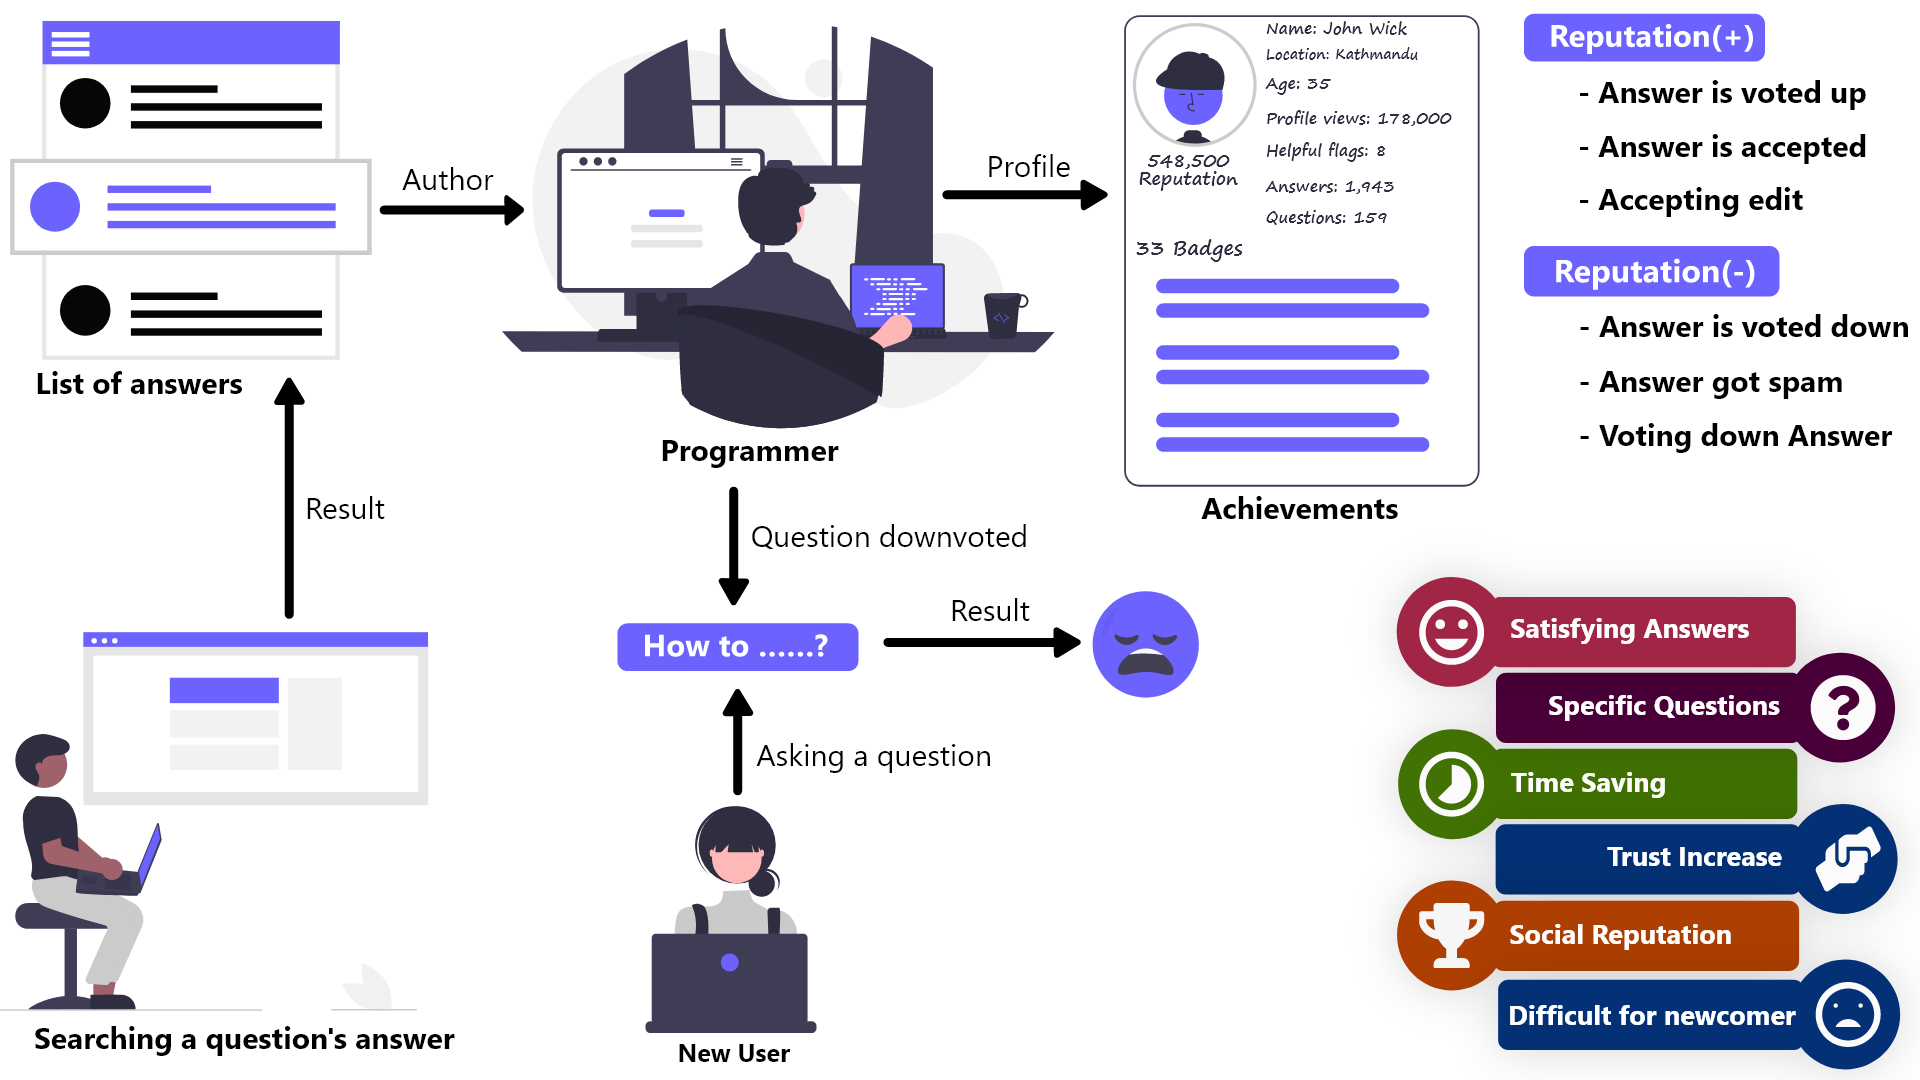 List of answers
Author
Result
Searching a question's answer
Programmer
Question downvoted
How to ......?
Result
Asking a question
New User
Profile
Name: John Wick
Location: Kathmandu
Age: 35
Profile views: 178,000
Helpful flags: 8
Answers: 1,943
Questions: 159
548,500
Reputation
33 Badges
Achievements
Reputation(+)
- Answer is voted up
- Answer is accepted
- Accepting edit
Reputation(-)
- Answer is voted down
- Answer got spam
- Voting down Answer
Satisfying Answers
Specific Questions
Time Saving
Trust Increase
Social Reputation
Difficult for newcomer